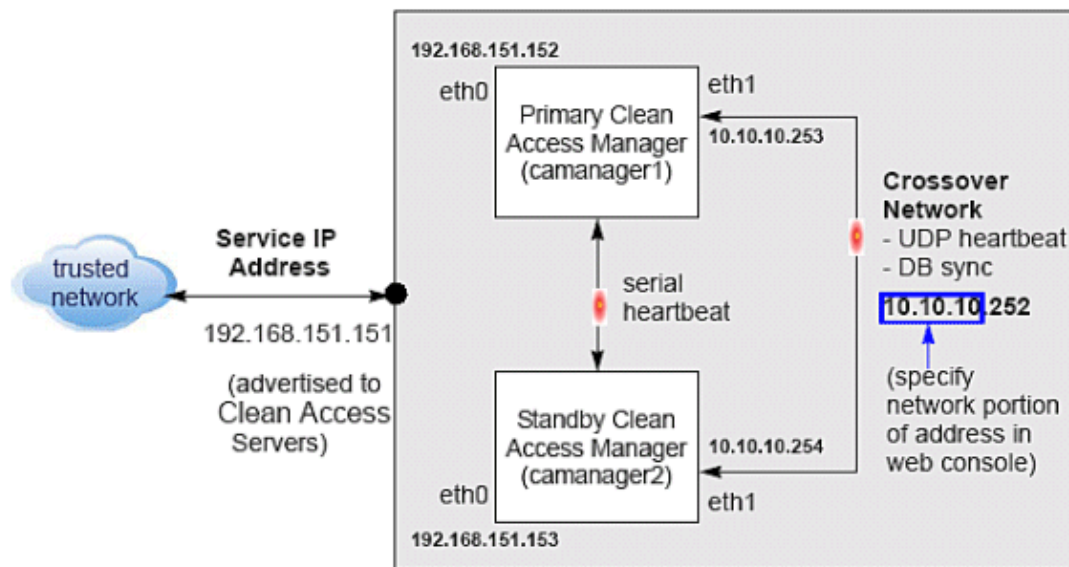 192.168.151.152
eth0
eth1
Primary Clean
Access Manager
(camanager1)
10.10.10.253
Crossover
Network
- UDP heartbeat
- DB sync
10.10.10.252
(specify
network portion
of address in
web console)
Service IP
Address
trusted
network
192.168.151.151
(advertised to
Clean Access
Servers)
serial
heartbeat
Standby Clean
Access Manager
(camanager2)
10.10.10.254
eth0
eth1
192.168.151.153